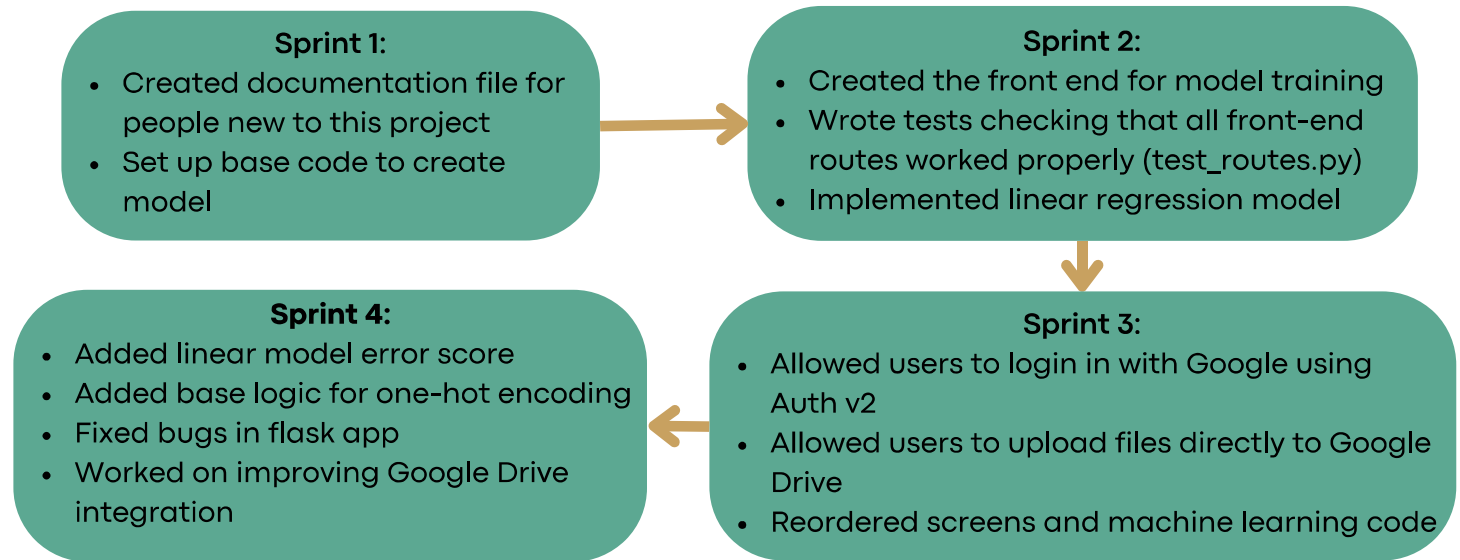 Sprint 1:
• Created documentation file for
people new to this project
• Set up base code to create
model
Sprint 2:
• Created the front end for model training
• Wrote tests checking that all front-end
routes worked properly (test_routes.py)
• Implemented linear regression model
Sprint 3:
• Allowed users to login in with Google using
Auth v2
• Allowed users to upload files directly to Google
Drive
• Reordered screens and machine learning code
Sprint 4:
• Added linear model error score
• Added base logic for one-hot encoding
• Fixed bugs in flask app
• Worked on improving Google Drive
integration